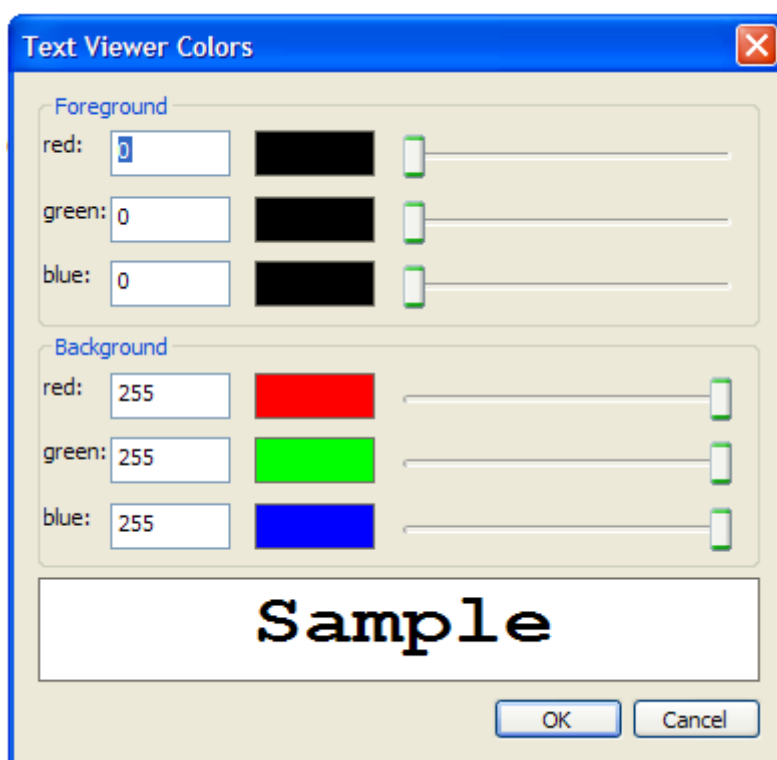 Text Viewer Colors
Foreground
red: 0
green: 0
blue: 0
Background
red: 255
green: 255
blue: 255
Sample
OK Cancel